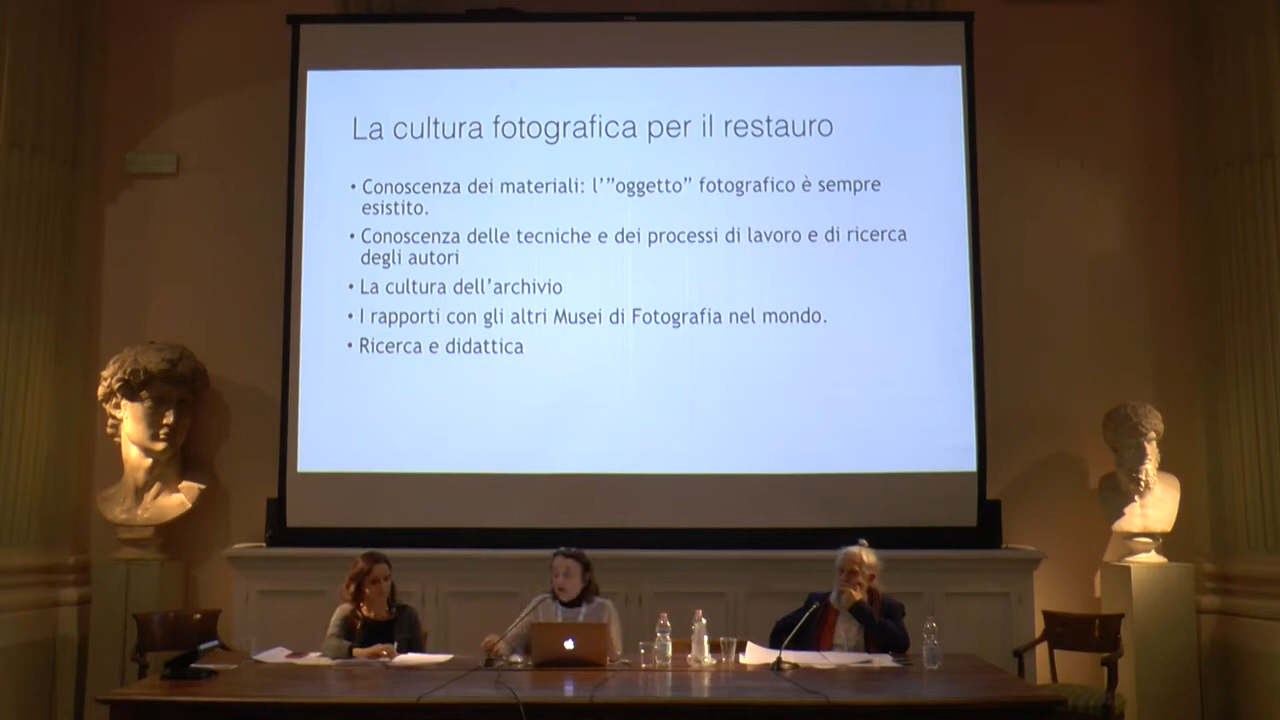 La cultura fotografica per il restauro
• Conoscenza dei materiali: l’”oggetto” fotografico è sempre
esistito.
• Conoscenza delle tecniche e dei processi di lavoro e di ricerca
degli autori
• La cultura dell’archivio
• I rapporti con gli altri Musei di Fotografia nel mondo.
• Ricerca e didattica